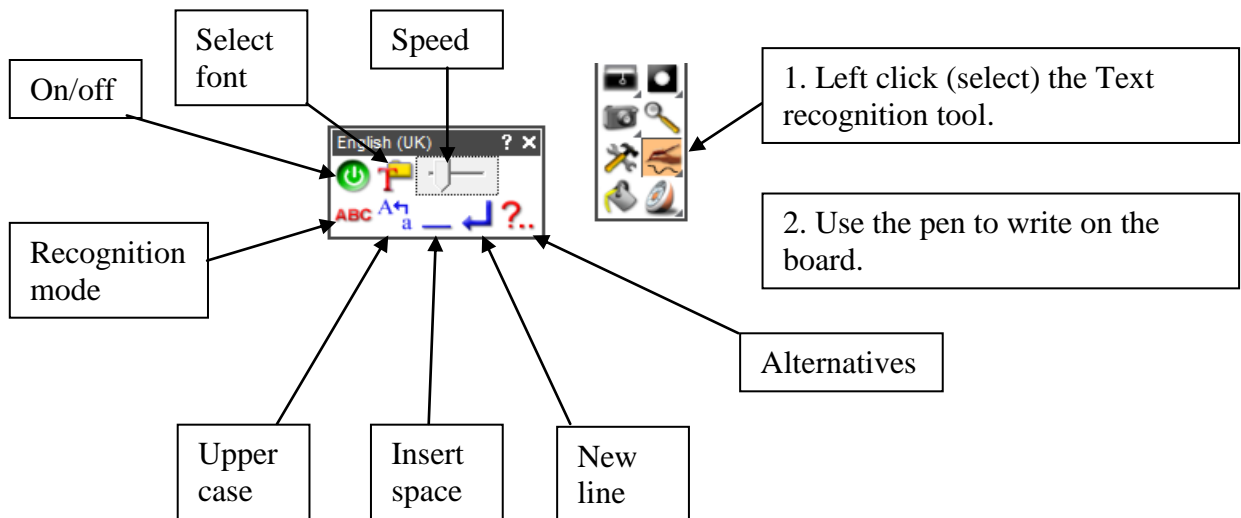 Select
font
Speed
On/off
1. Left click (select) the Text
recognition tool.
English (UK) ? ×
T
ABC A a _ ?..
Recognition
mode
2. Use the pen to write on the
board.
Alternatives
Upper
case
Insert
space
New
line